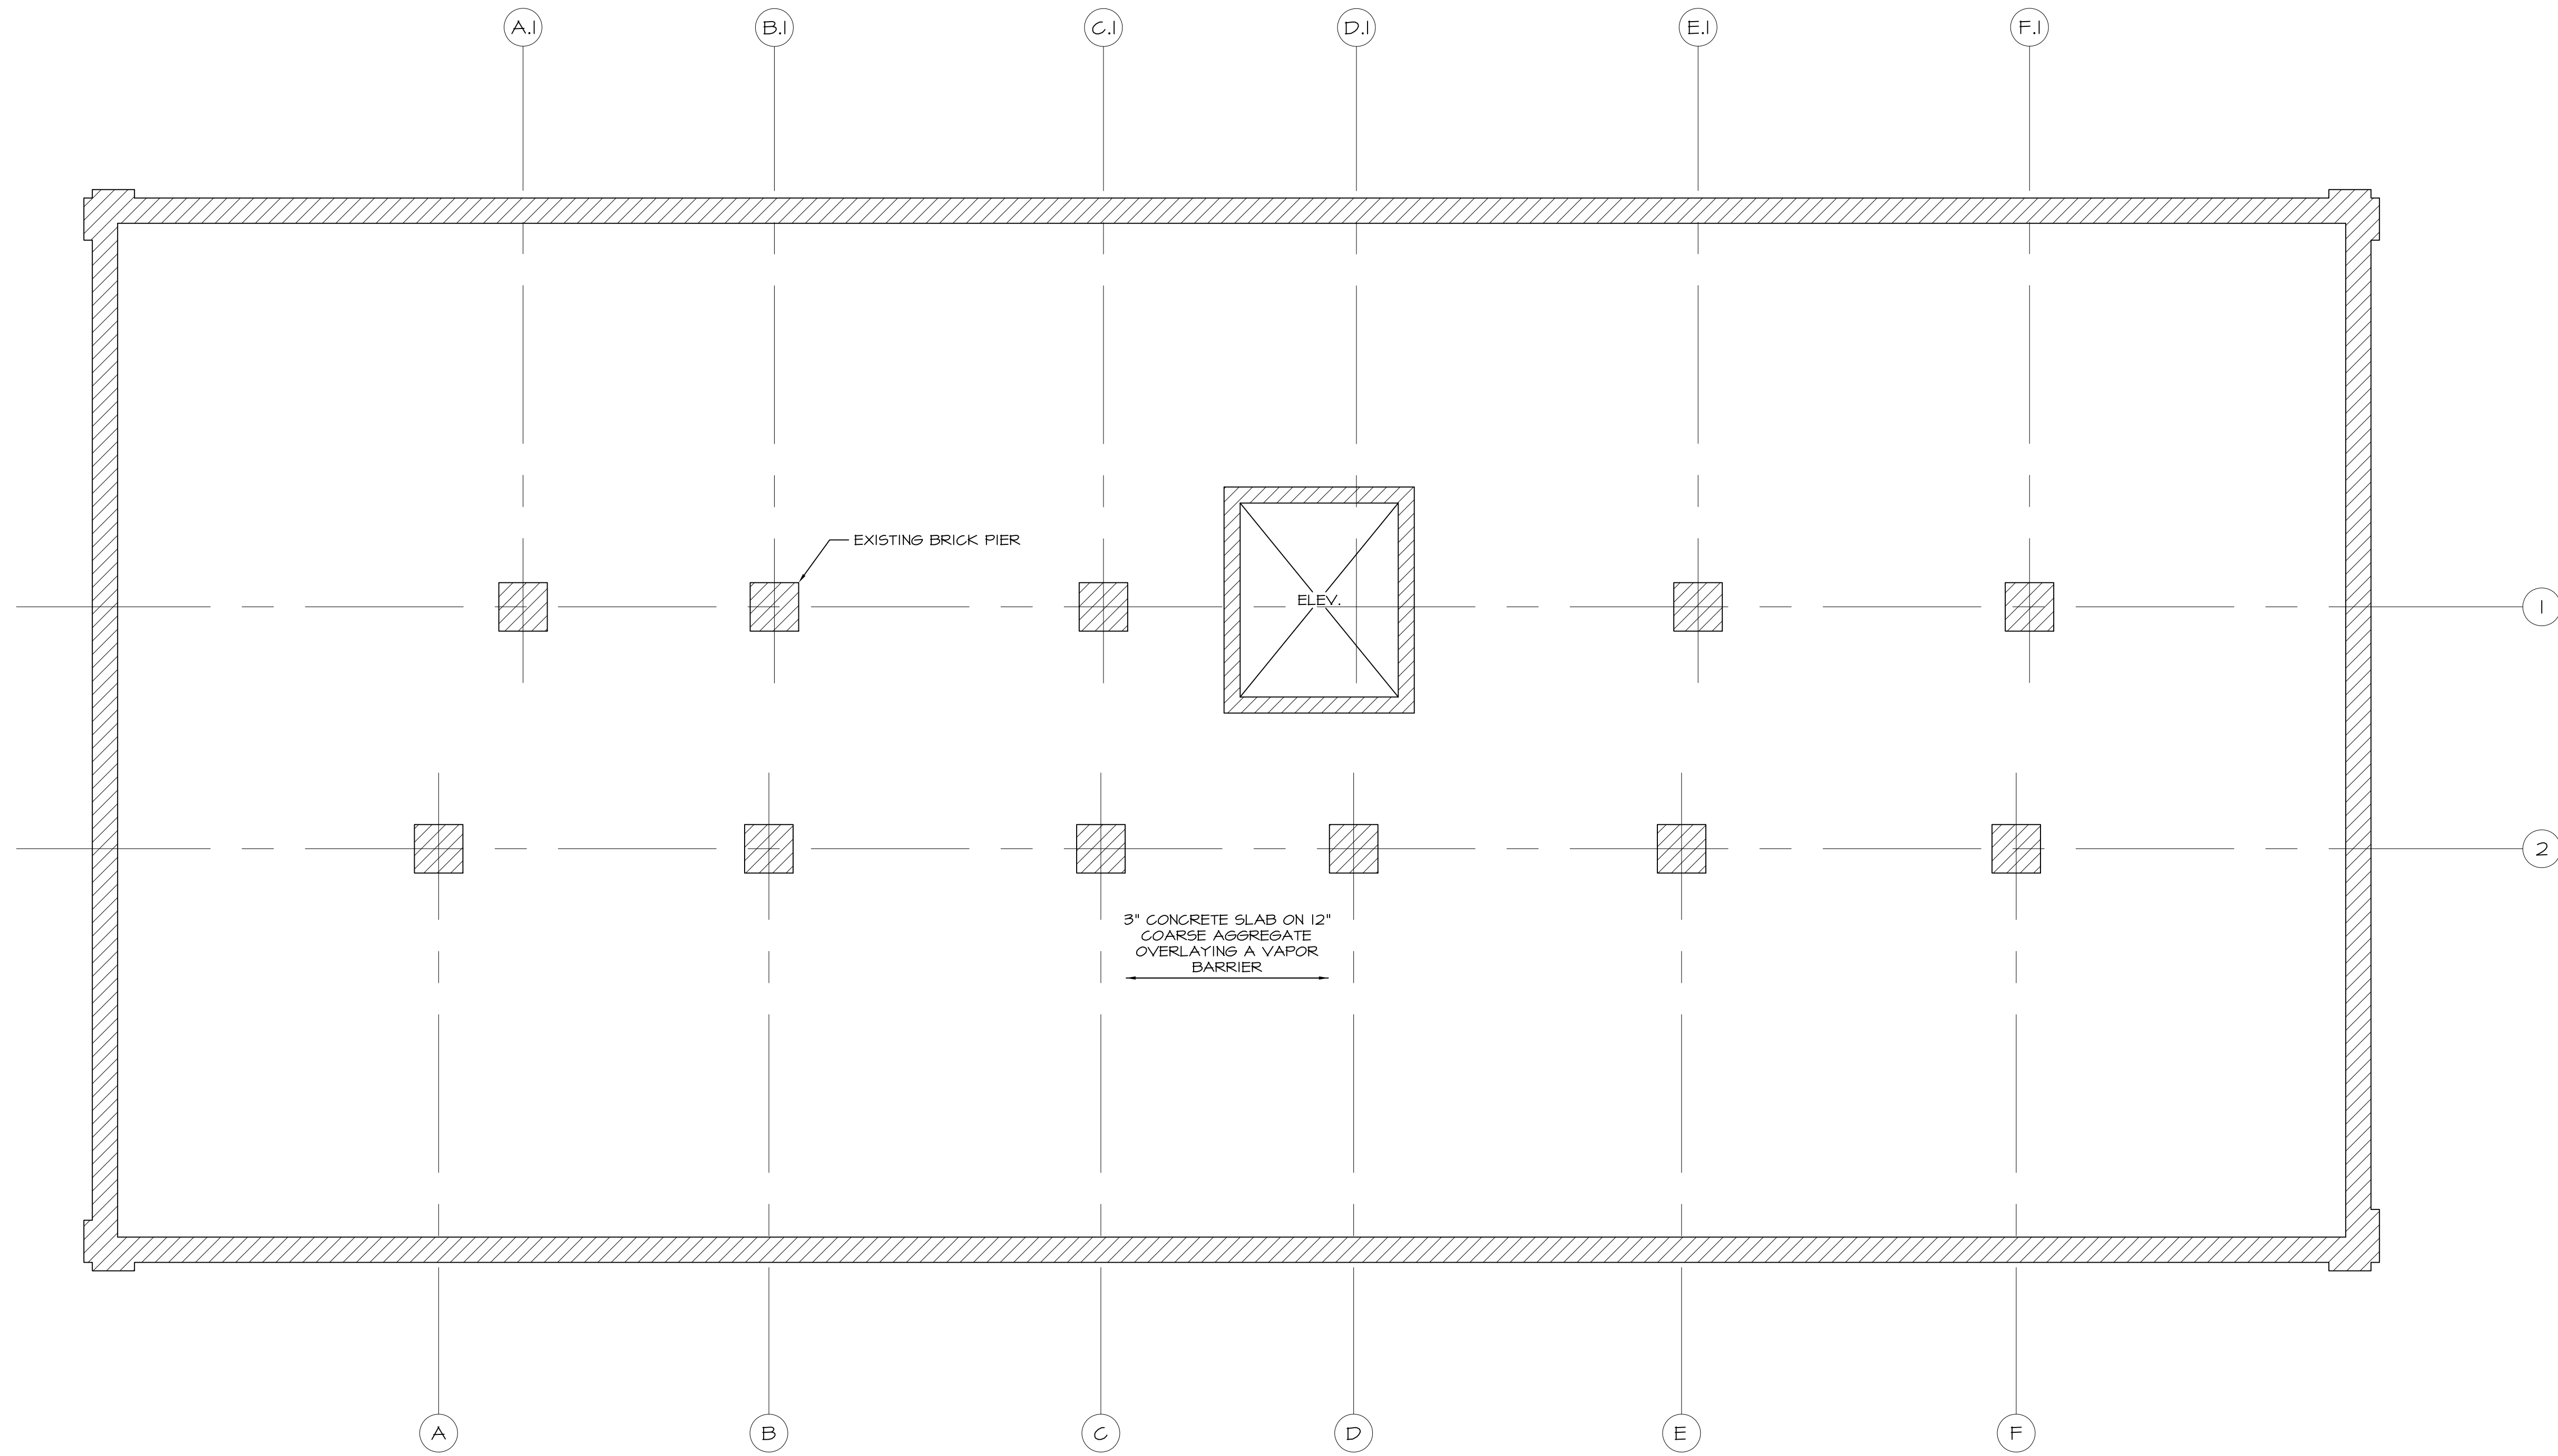 A.1 B.1 C.1 D.1 E.1 F.1
EXISTING BRICK PIER
ELEV.
1
2
3" CONCRETE SLAB ON 12"
COARSE AGGREGATE
OVERLAYING A VAPOR
BARRIER
A B C D E F